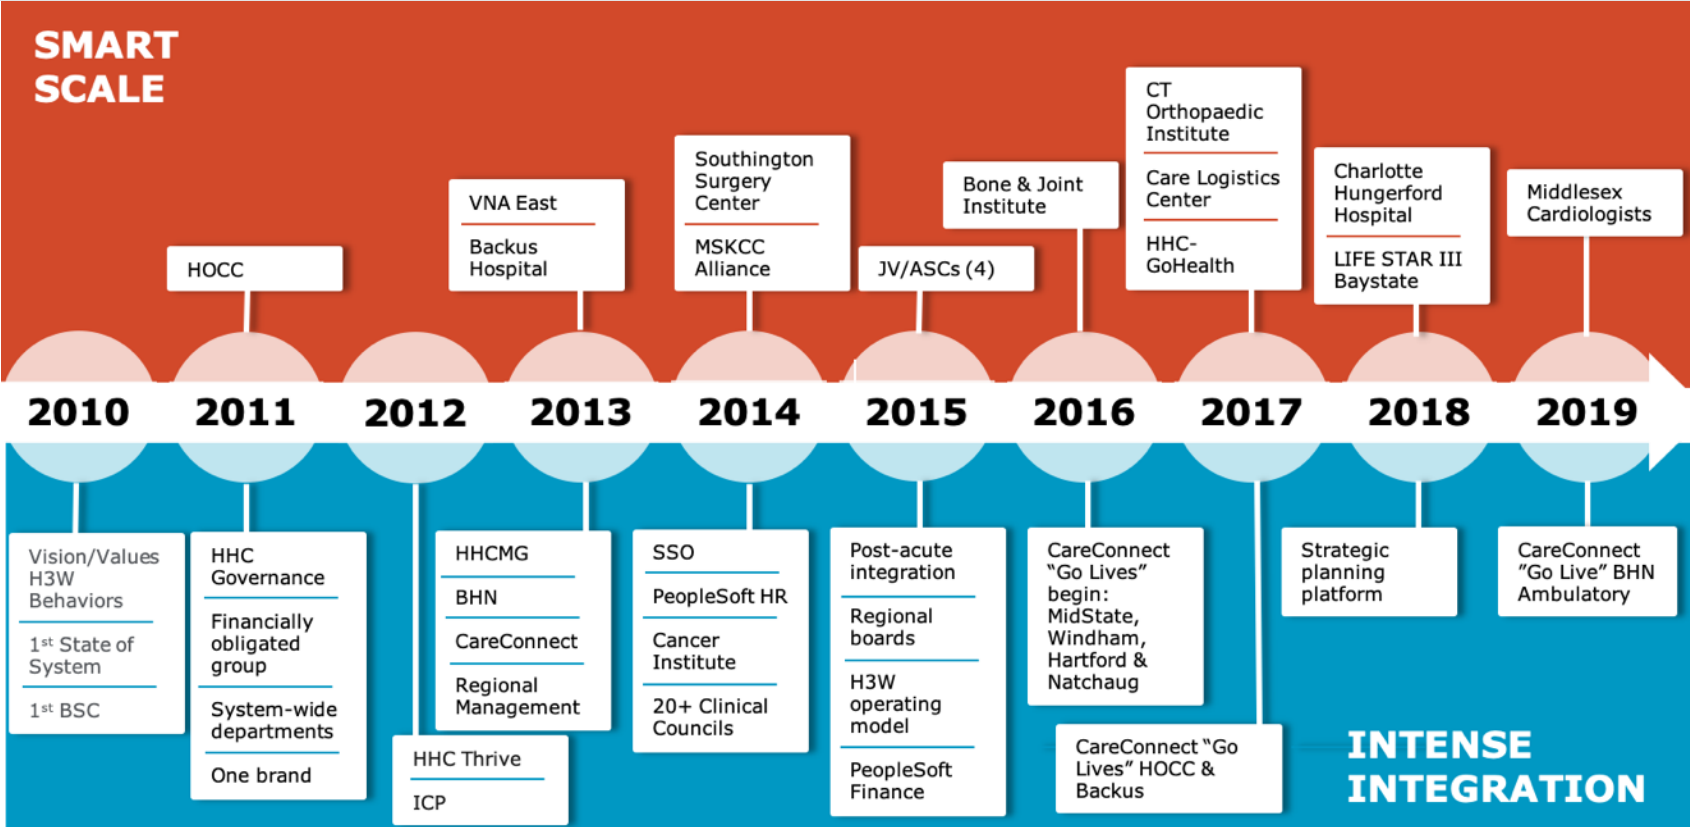 SMART
SCALE
HOCC
VNA East
Backus
Hospital
Southington
Surgery
Center
MSKCC
Alliance
JV/ASCs (4)
Bone & Joint
Institute
CT
Orthopaedic
Institute
Care Logistics
Center
HHC-
GoHealth
Charlotte
Hungerford
Hospital
LIFE STAR III
Baystate
Middlesex
Cardiologists
2010
2011
2012
2013
2014
2015
2016
2017
2018
2019
Vision/Values
H3W
Behaviors
1st State of
System
1st BSC
HHC
Governance
Financially
obligated
group
System-wide
departments
One brand
HHC Thrive
ICP
HHCMG
BHN
CareConnect
Regional
Management
SSO
PeopleSoft HR
Cancer
Institute
20+ Clinical
Councils
Post-acute
integration
Regional
boards
H3W
operating
model
PeopleSoft
Finance
CareConnect
“Go Lives”
begin:
MidState,
Windham,
Hartford &
Natchaug
CareConnect “Go
Lives” HOCC &
Backus
Strategic
planning
platform
CareConnect
”Go Live” BHN
Ambulatory
INTENSE
INTEGRATION